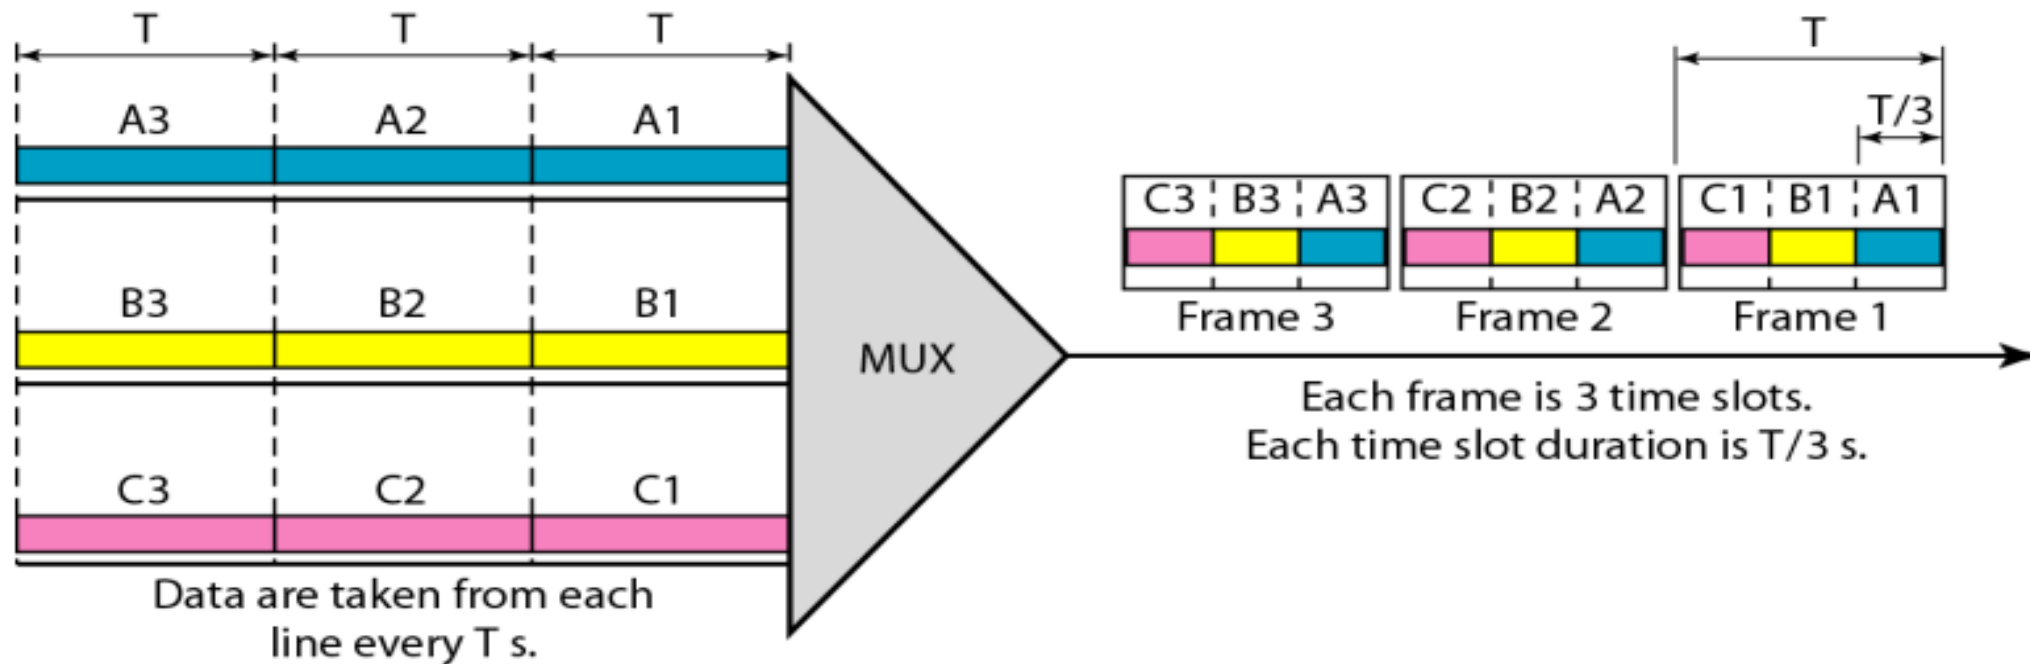 T T T T
T/3
A3 A2 A1
C3 B3 A3 C2 B2 A2 C1 B1 A1
B3 B2 B1
Frame 3 Frame 2 Frame 1
MUX
Each frame is 3 time slots.
Each time slot duration is T/3 s.
C3 C2 C1
Data are taken from each
line every T s.